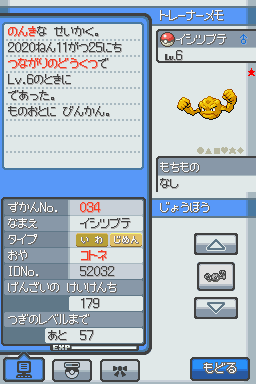 のんきな せいかく。
2020ねん11がつ25にち
つながりのどうくつで
Lv.6のときに
であった。
ものおとに びんかん。
トレーナーメモ
イシツブテ ♂
Lv.6
もちもの
なし
じょうほう
ずかんNo. 034
なまえ イシツブテ
タイプ いわ じめん
おや コトネ
IDNo. 52032
げんざいの けいけんち
179
つぎのレベルまで
あと 57
EXP
もどる